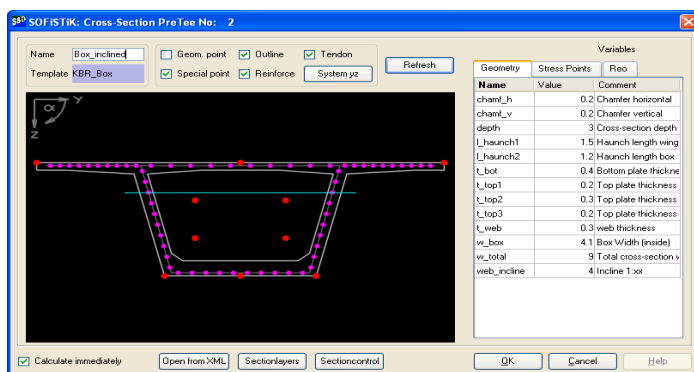 SOFiSTiK: Cross-Section PreTee No: 2
Variables
Name Box_inclined Geom. point Outline Tendon Refresh
Template KBR_Box Special point Reinforce System yz
Geometry Stress Points Reo
Name Value Comment
chamf_h 0.2 Chamfer horizontal
chamf_v 0.2 Chamfer vertical
depth 3 Cross-section depth
l_haunch1 1.5 Haunch length wing
l_haunch2 1.2 Haunch length box
t_bot 0.4 Bottom plate thickne
t_top1 0.2 Top plate thickness
t_top2 0.3 Top plate thickness
t_top3 0.2 Top plate thickness
t_web 0.3 web thickness
w_box 4.1 Box Width (inside)
w_total 9 Total cross-section w
web_incline 4 Incline 1:xx
α Y
Z
Calculate immediately Open from XML Sectionlayers Sectioncontrol OK Cancel Help